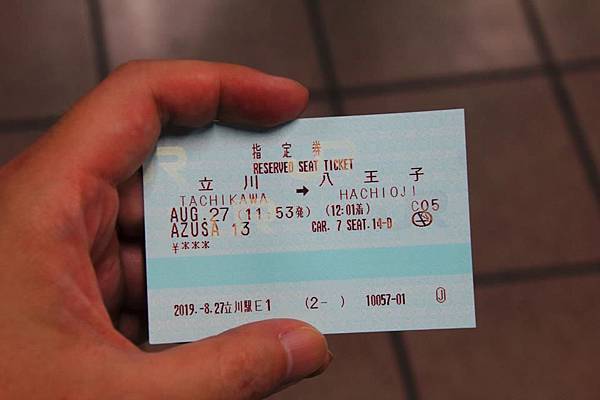 指定券
RESERVED SEAT TICKET
立川 → 八王子
TACHIKAWA HACHIOJI
AUG.27 (11:53発) (12:01着) C05
AZUSA 13 CAR. 7 SEAT.14-D
¥***
2019.-8.27立川駅E1 (2- ) 10057-01 Ⓙ